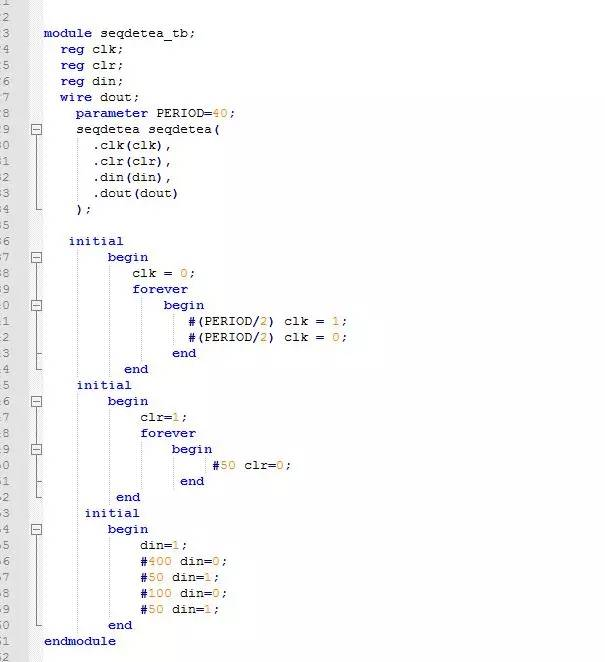 module seqdetea_tb;
reg clk;
reg clr;
reg din;
wire dout;
parameter PERIOD=40;
seqdetea seqdetea(
.clk(clk),
.clr(clr),
.din(din),
.dout(dout)
);
initial
begin
clk = 0;
forever
begin
#(PERIOD/2) clk = 1;
#(PERIOD/2) clk = 0;
end
end
initial
begin
clr=1;
forever
begin
#50 clr=0;
end
end
initial
begin
din=1;
#400 din=0;
#50 din=1;
#100 din=0;
#50 din=1;
end
endmodule